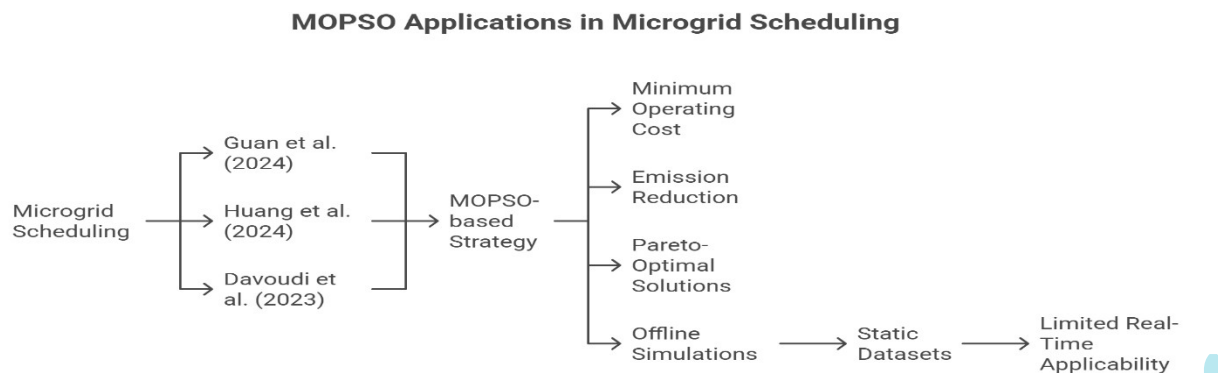 MOPSO Applications in Microgrid Scheduling
Microgrid
Scheduling
Guan et al.
(2024)
Huang et al.
(2024)
Davoudi et
al. (2023)
MOPSO-
based
Strategy
Minimum
Operating
Cost
Emission
Reduction
Pareto-
Optimal
Solutions
Offline
Simulations
Static
Datasets
Limited Real-
Time
Applicability